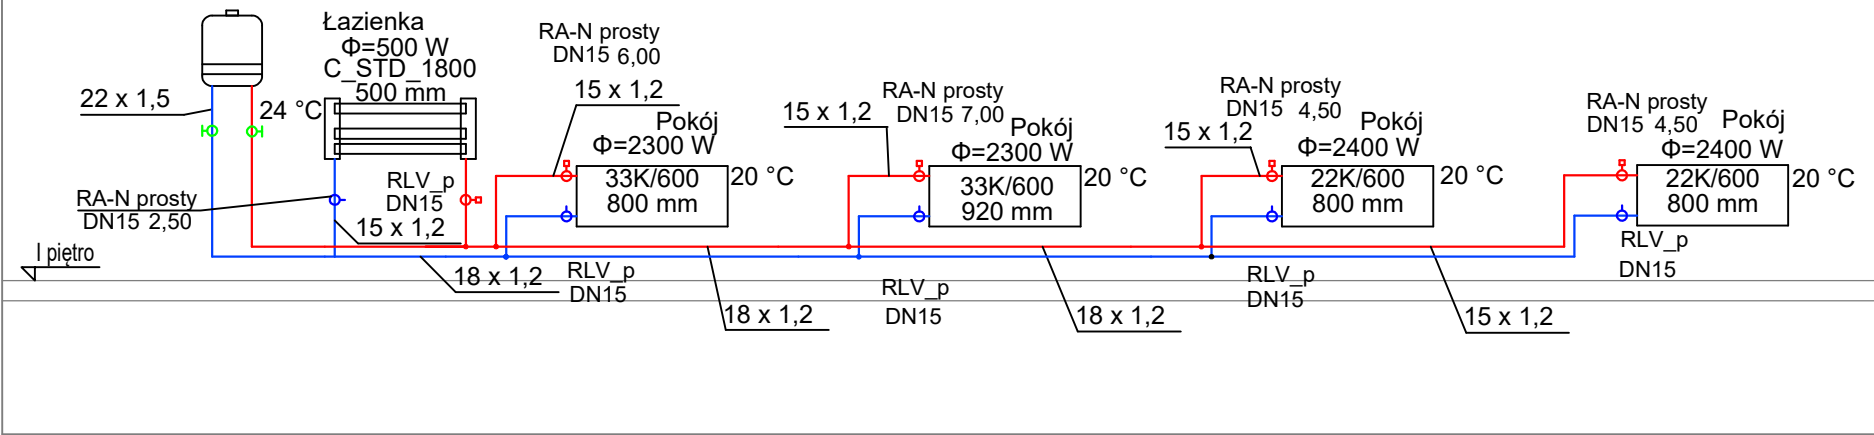 Łazienka
Φ=500 W
C_STD_1800
500 mm
22 x 1,5
24 °C
RA-N prosty
DN15 2,50
RLV_p
DN15
15 x 1,2
I piętro
18 x 1,2
RA-N prosty
DN15 6,00
15 x 1,2
Pokój
Φ=2300 W
33K/600
800 mm
20 °C
RLV_p
DN15
18 x 1,2
RA-N prosty
DN15 7,00
15 x 1,2
Pokój
Φ=2300 W
33K/600
920 mm
20 °C
RLV_p
DN15
18 x 1,2
RA-N prosty
DN15 4,50
15 x 1,2
Pokój
Φ=2400 W
22K/600
800 mm
20 °C
RLV_p
DN15
15 x 1,2
RA-N prosty
DN15 4,50
Pokój
Φ=2400 W
22K/600
800 mm
20 °C
RLV_p
DN15